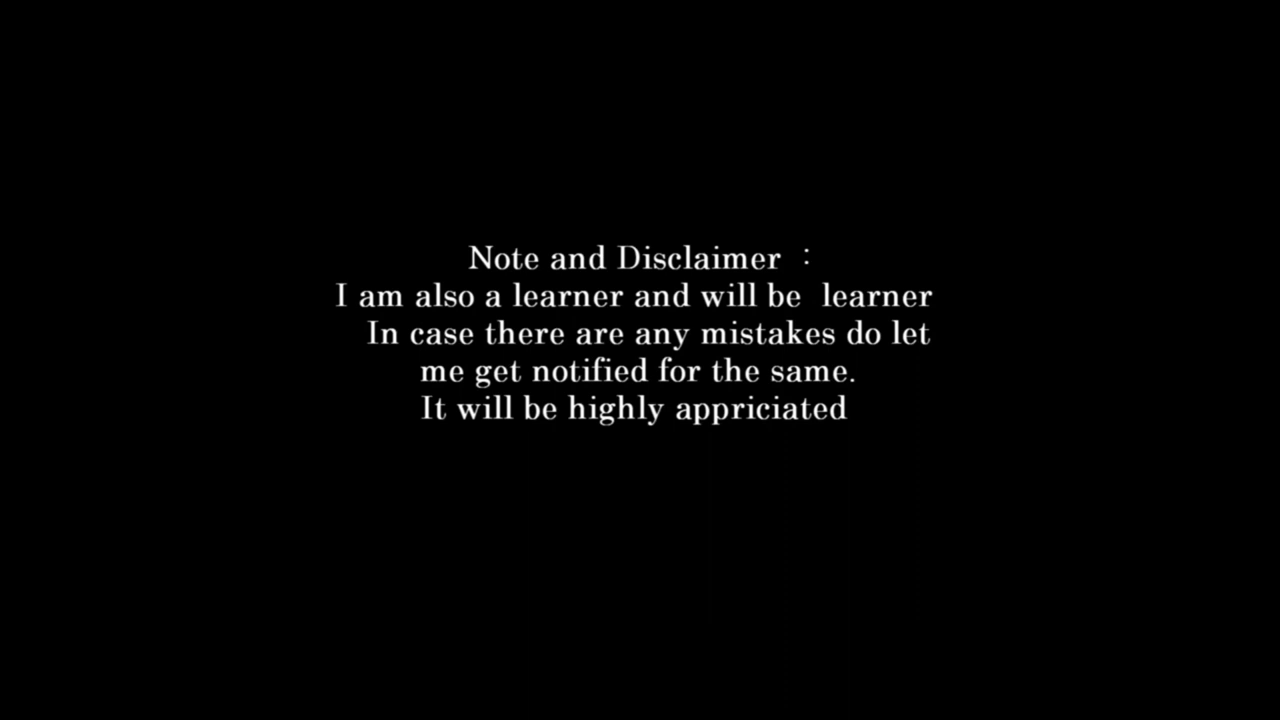 Note and Disclaimer :
I am also a learner and will be learner
In case there are any mistakes do let
me get notified for the same.
It will be highly appriciated